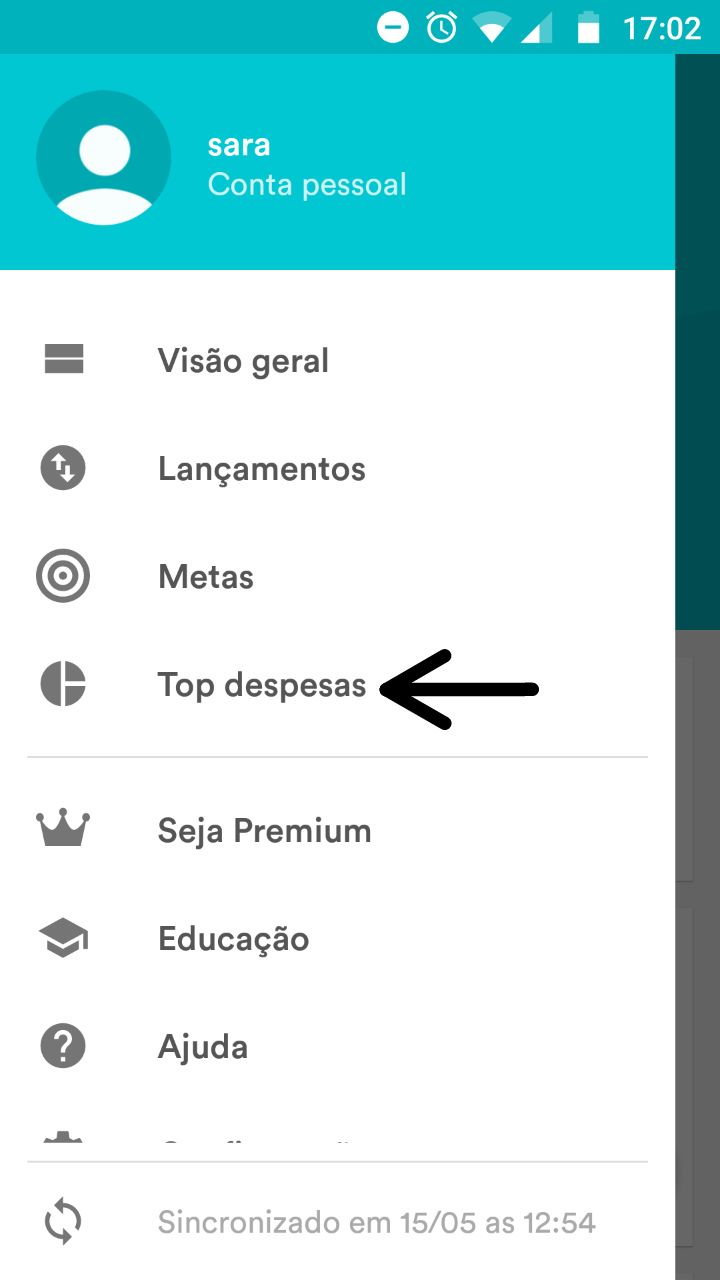 17:02
sara
Conta pessoal
Visão geral
Lançamentos
Metas
Top despesas
Seja Premium
Educação
Ajuda
Sincronizado em 15/05 as 12:54